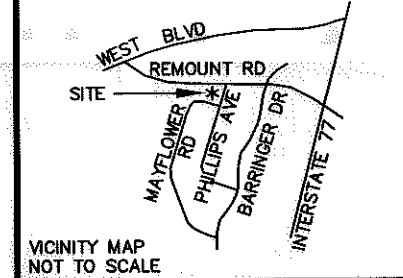 WEST BLVD
REMOUNT RD
SITE *
MAYFLOWER RD
PHILLIPS AVE
BARRINGER DR
INTERSTATE 77
VICINITY MAP
NOT TO SCALE